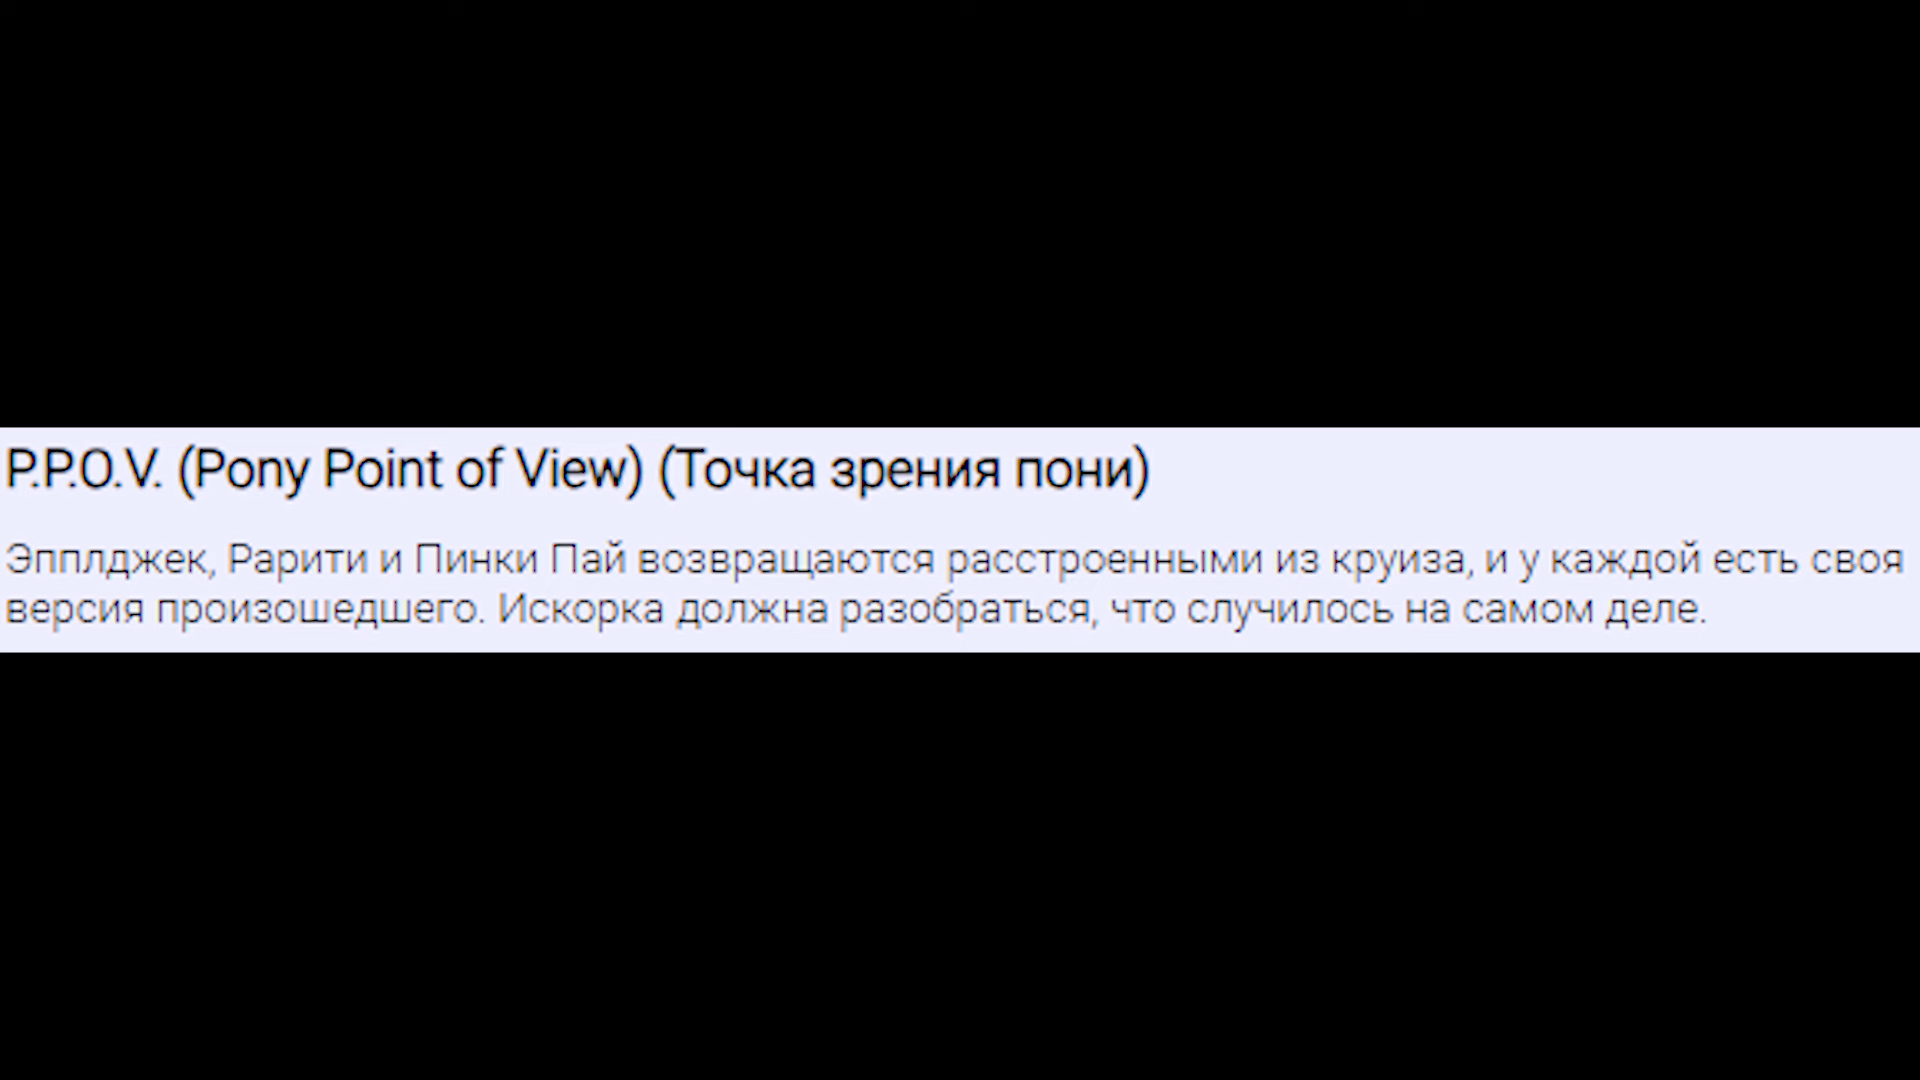 P.P.O.V. (Pony Point of View) (Точка зрения пони)
Эпплджек, Рарити и Пинки Пай возвращаются расстроенными из круиза, и у каждой есть своя
версия произошедшего. Искорка должна разобраться, что случилось на самом деле.